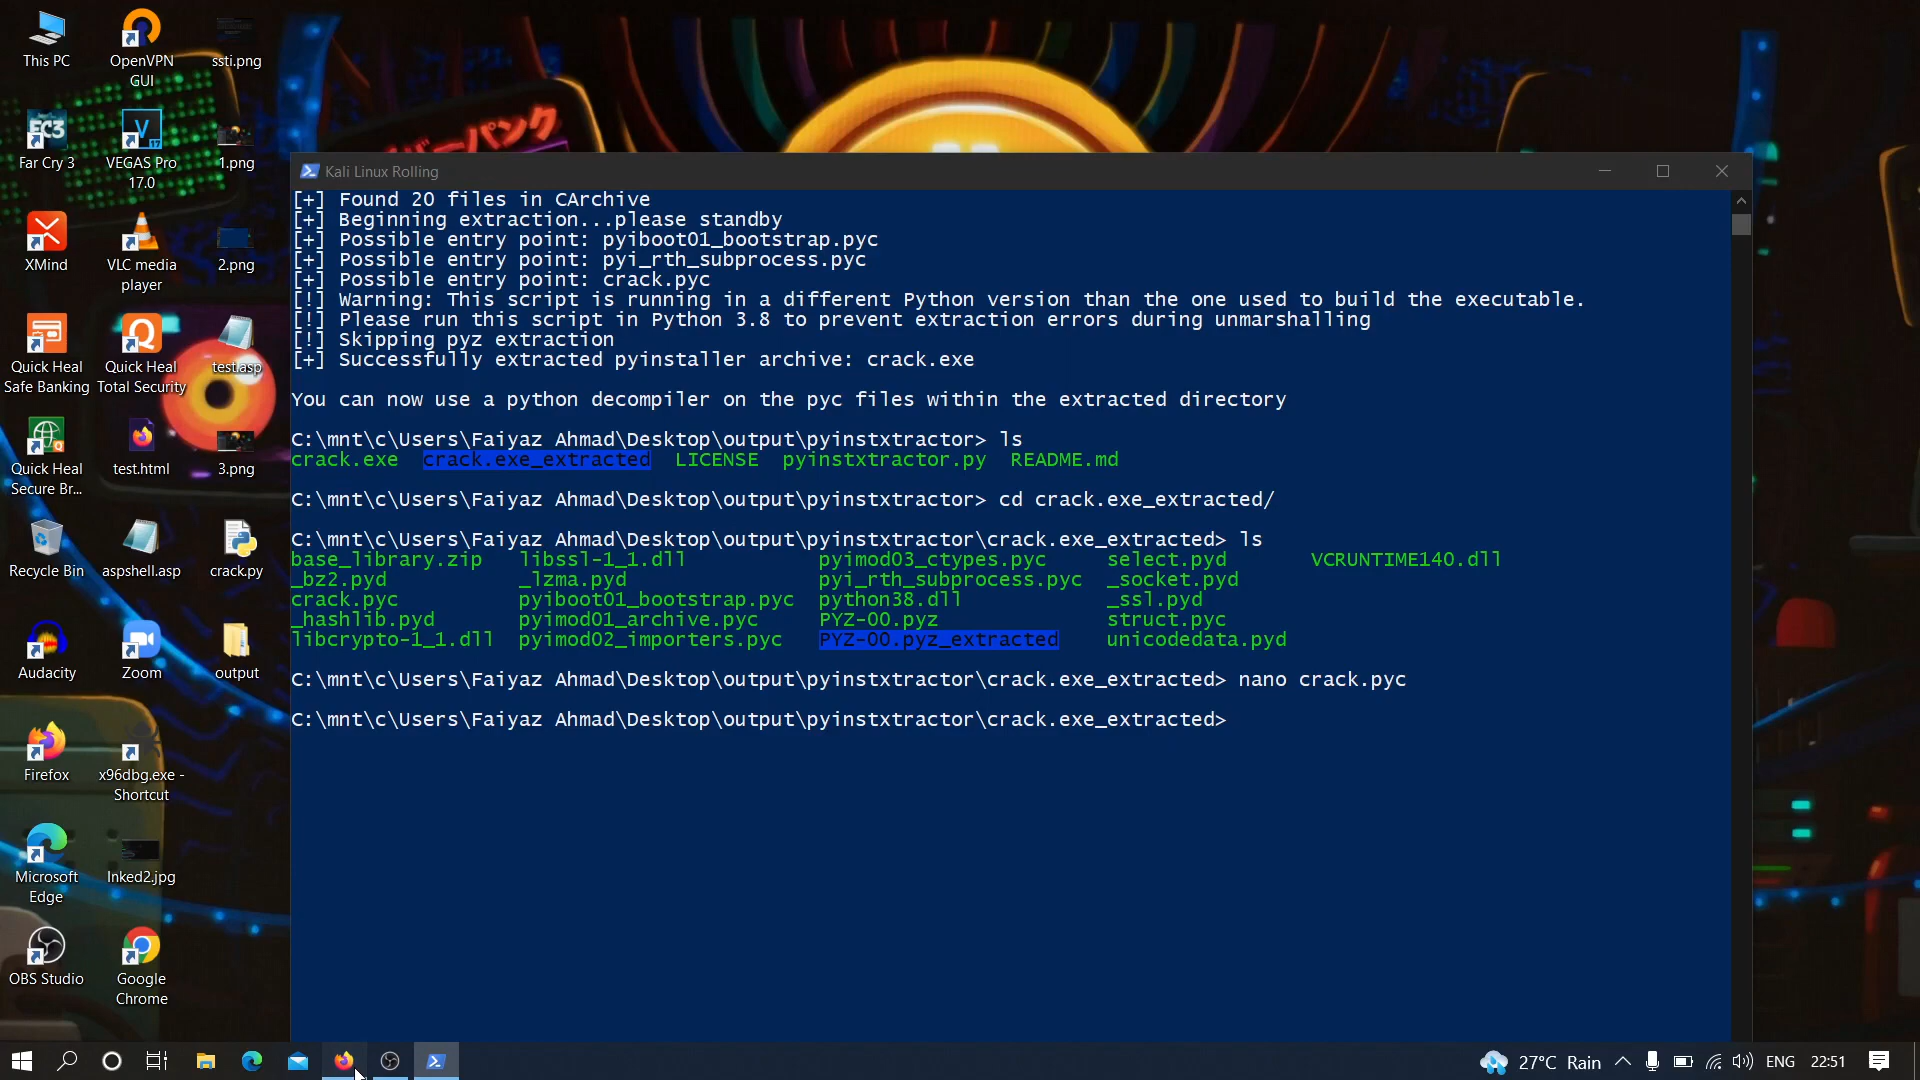 This PC
OpenVPN
GUI
ssti.png
Far Cry 3
VEGAS Pro
17.0
1.png
XMind
VLC media
player
2.png
Quick Heal
Safe Banking
Quick Heal
Total Security
test.asp
Quick Heal
Secure Br...
test.html
3.png
Recycle Bin
aspshell.asp
crack.py
Audacity
Zoom
output
Firefox
x96dbg.exe -
Shortcut
Microsoft
Edge
OBS Studio
Google
Chrome
Kali Linux Rolling
[+] Found 20 files in CArchive
[+] Beginning extraction...please standby
[+] Possible entry point: pyiboot01_bootstrap.pyc
[+] Possible entry point: pyi_rth_subprocess.pyc
[+] Possible entry point: crack.pyc
[!] Warning: This script is running in a different Python version than the one used to build the executable.
[!] Please run this script in Python 3.8 to prevent extraction errors during unmarshalling
[!] Skipping pyz extraction
[+] Successfully extracted pyinstaller archive: crack.exe
You can now use a python decompiler on the pyc files within the extracted directory
C:\mnt\c\Users\Faiyaz Ahmad\Desktop\output\pyinstxtractor> ls
crack.exe crack.exe_extracted LICENSE pyinstxtractor.py README.md
C:\mnt\c\Users\Faiyaz Ahmad\Desktop\output\pyinstxtractor> cd crack.exe_extracted/
C:\mnt\c\Users\Faiyaz Ahmad\Desktop\output\pyinstxtractor\crack.exe_extracted> ls
base_library.zip libssl-1_1.dll pyimod03_ctypes.pyc select.pyd VCRUNTIME140.dll
_bz2.pyd _lzma.pyd pyi_rth_subprocess.pyc _socket.pyd
crack.pyc pyiboot01_bootstrap.pyc python38.dll _ssl.pyd
_hashlib.pyd pyimod01_archive.pyc PYZ-00.pyz struct.pyc
libcrypto-1_1.dll pyimod02_importers.pyc PYZ-00.pyz_extracted unicodedata.pyd
C:\mnt\c\Users\Faiyaz Ahmad\Desktop\output\pyinstxtractor\crack.exe_extracted> nano crack.pyc
C:\mnt\c\Users\Faiyaz Ahmad\Desktop\output\pyinstxtractor\crack.exe_extracted>
27°C Rain ENG 22:51